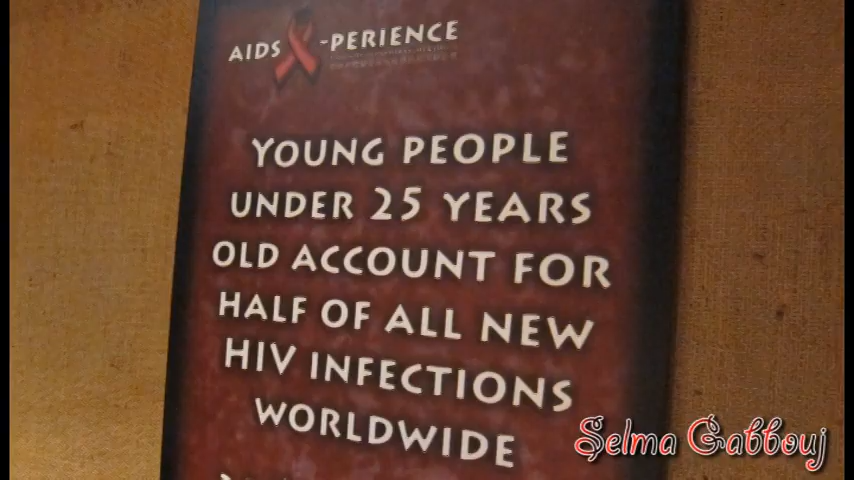 AIDS -PERIENCE
YOUNG PEOPLE
UNDER 25 YEARS
OLD ACCOUNT FOR
HALF OF ALL NEW
HIV INFECTIONS
WORLDWIDE
Selma Gabbouj